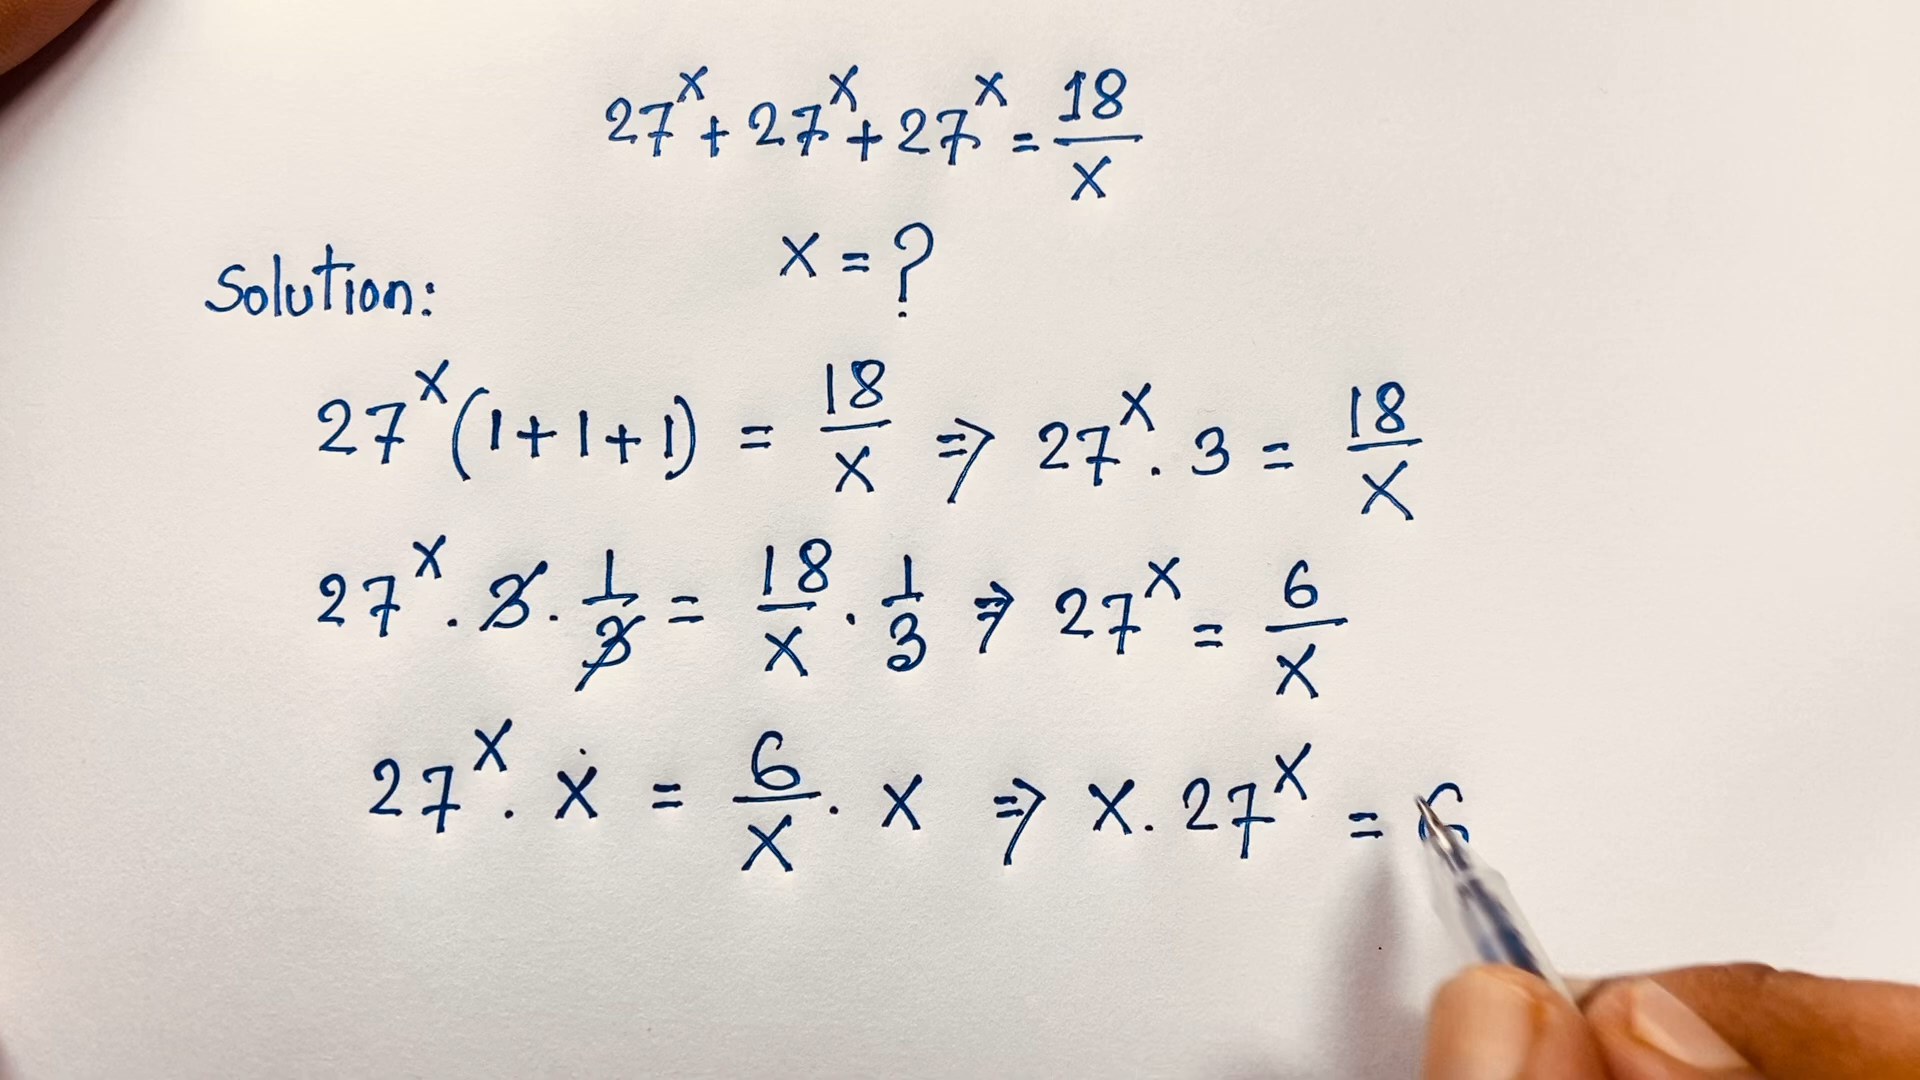 27^x + 27^x + 27^x = 18/x
x = ?
Solution:
27^x (1+1+1) = 18/x ⇒ 27^x . 3 = 18/x
27^x . 3 . 1/3 = 18/x . 1/3 ⇒ 27^x = 6/x
27^x . x = 6/x . x ⇒ x . 27^x = 6